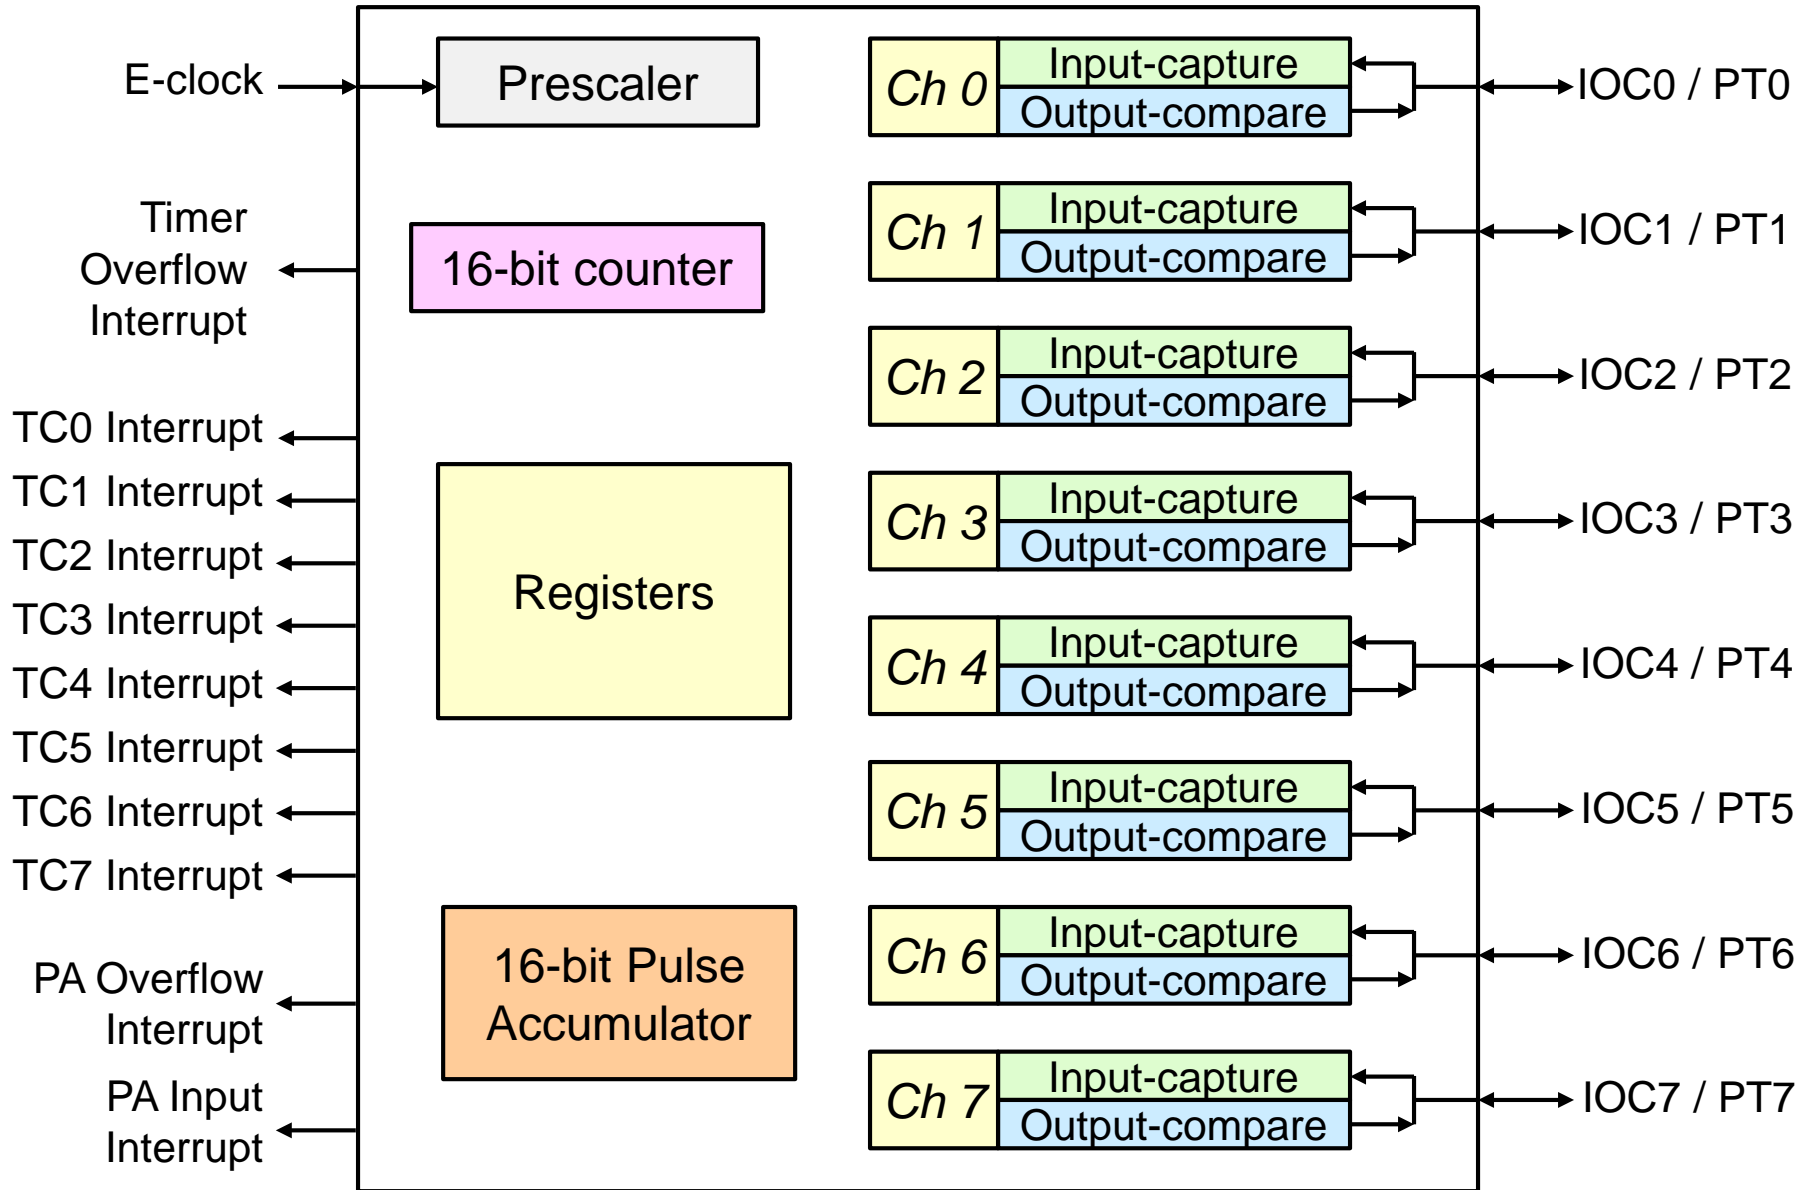 E-clock
Timer
Overflow
Interrupt
TC0 Interrupt
TC1 Interrupt
TC2 Interrupt
TC3 Interrupt
TC4 Interrupt
TC5 Interrupt
TC6 Interrupt
TC7 Interrupt
PA Overflow
Interrupt
PA Input
Interrupt
Prescaler
16-bit counter
Registers
16-bit Pulse
Accumulator
Ch 0
Input-capture
Output-compare
IOC0 / PT0
Ch 1
Input-capture
Output-compare
IOC1 / PT1
Ch 2
Input-capture
Output-compare
IOC2 / PT2
Ch 3
Input-capture
Output-compare
IOC3 / PT3
Ch 4
Input-capture
Output-compare
IOC4 / PT4
Ch 5
Input-capture
Output-compare
IOC5 / PT5
Ch 6
Input-capture
Output-compare
IOC6 / PT6
Ch 7
Input-capture
Output-compare
IOC7 / PT7